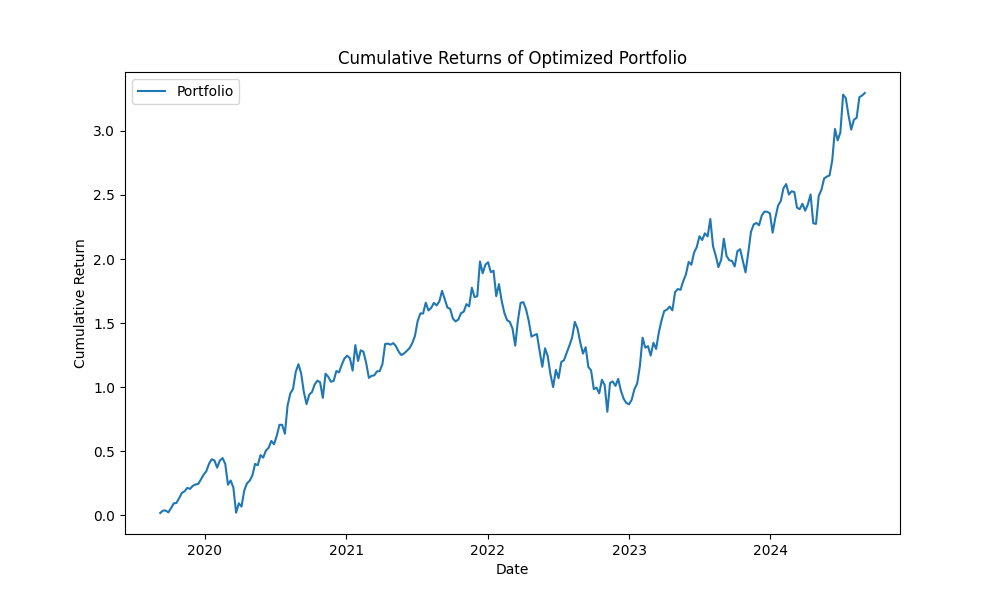 Cumulative Returns of Optimized Portfolio
Portfolio
3.0
2.5
2.0
1.5
1.0
0.5
0.0
Cumulative Return
2020 2021 2022 2023 2024
Date